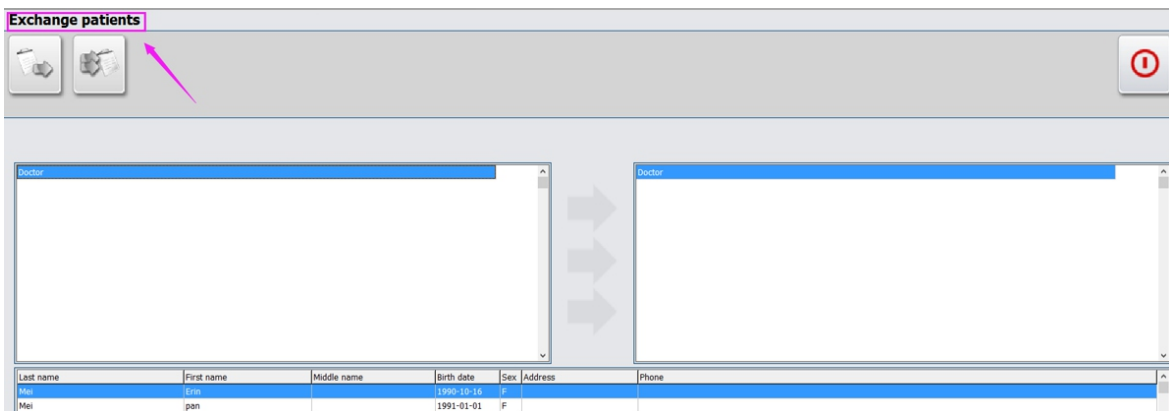 Exchange patients
Doctor Doctor
Last name First name Middle name Birth date Sex Address Phone
Mei Erin 1990-10-16 F
Mei pan 1991-01-01 F